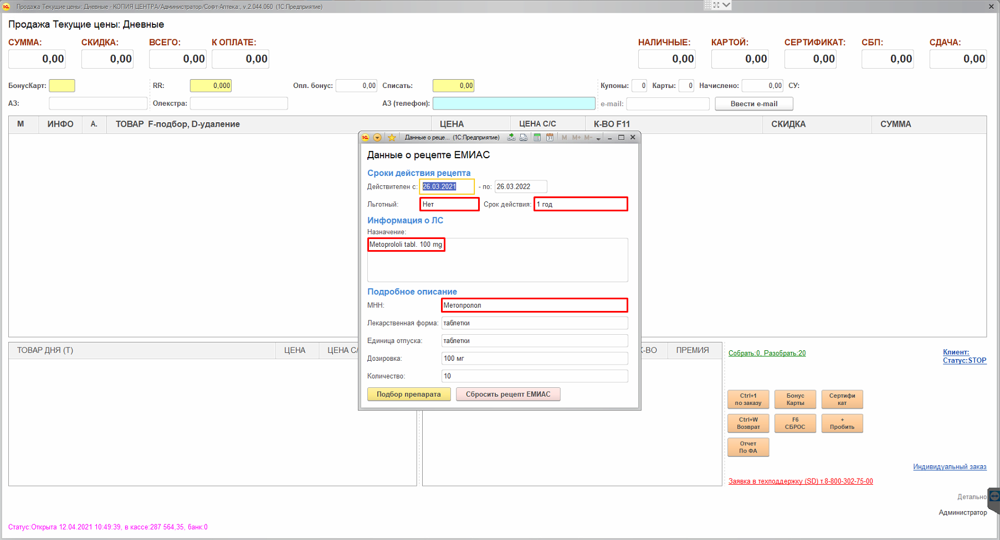 Продажа Текущие цены: Дневные - КОПИЯ ЦЕНТРА/Администратор/Софт-Аптека:, v.2.044.060 (1С:Предприятие)
Продажа Текущие цены: Дневные
СУММА: СКИДКА: ВСЕГО: К ОПЛАТЕ: НАЛИЧНЫЕ: КАРТОЙ: СЕРТИФИКАТ: СБП: СДАЧА:
0,00 0,00 0,00 0,00 0,00 0,00 0,00 0,00 0,00
БонусКарт: RR: 0,000 Опл. бонус: 0,00 Списать: 0,00 Купоны: 0 Карты: 0 Начислено: 0,00 СУ:
АЗ: Олекстра: АЗ (телефон): e-mail: Ввести e-mail
М ИНФО А. ТОВАР F-подбор, D-удаление ЦЕНА ЦЕНА С/С К-ВО F11 СКИДКА СУММА
Данные о реце... (1С:Предприятие) 31 M M+ M-
Данные о рецепте ЕМИАС
Сроки действия рецепта
Действителен с: 26.03.2021 - по: 26.03.2022
Льготный: Нет Срок действия: 1 год
Информация о ЛС
Назначение:
Metoprololi tabl. 100 mg
Подробное описание
МНН: Метопролол
Лекарственная форма: таблетки
Единица отпуска: таблетки
Дозировка: 100 мг
Количество: 10
Подбор препарата Сбросить рецепт ЕМИАС
ТОВАР ДНЯ (Т) ЦЕНА ЦЕНА С/ К-ВО ПРЕМИЯ
Собрать:0, Разобрать:20
Клиент:
Статус:STOP
Ctrl+1
по заказу
Бонус
Карты
Сертифи
кат
Ctrl+W
Возврат
F6
СБРОС
+
Пробить
Отчет
По ФА
Индивидуальный заказ
Заявка в техподдержку (SD) т.8-800-302-75-00
Детально
Администратор
Статус:Открыта 12.04.2021 10:49:39, в кассе:287 564,35, банк:0